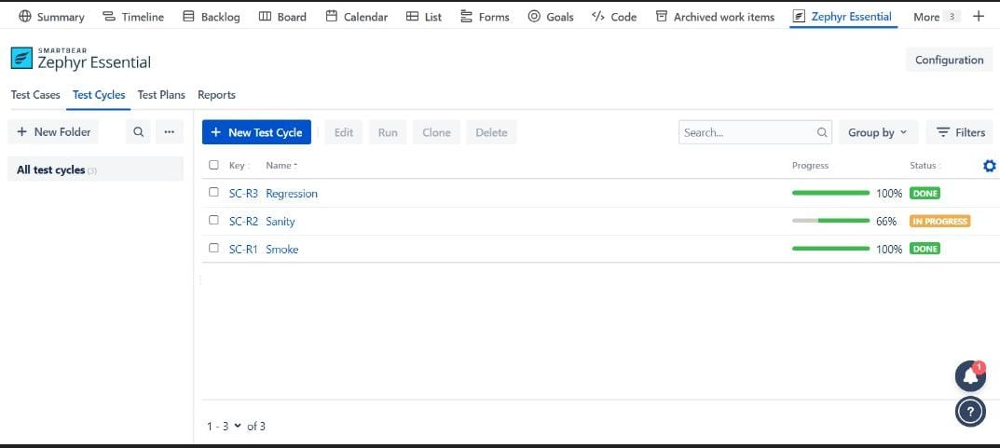 Summary Timeline Backlog Board Calendar List Forms Goals Code Archived work items Zephyr Essential More 3
SMARTBEAR
Zephyr Essential
Configuration
Test Cases Test Cycles Test Plans Reports
+ New Folder ... + New Test Cycle Edit Run Clone Delete Search... Group by Filters
All test cycles (3)
Key Name Progress Status
SC-R3 Regression 100% DONE
SC-R2 Sanity 66% IN PROGRESS
SC-R1 Smoke 100% DONE
1
?
1 - 3 of 3